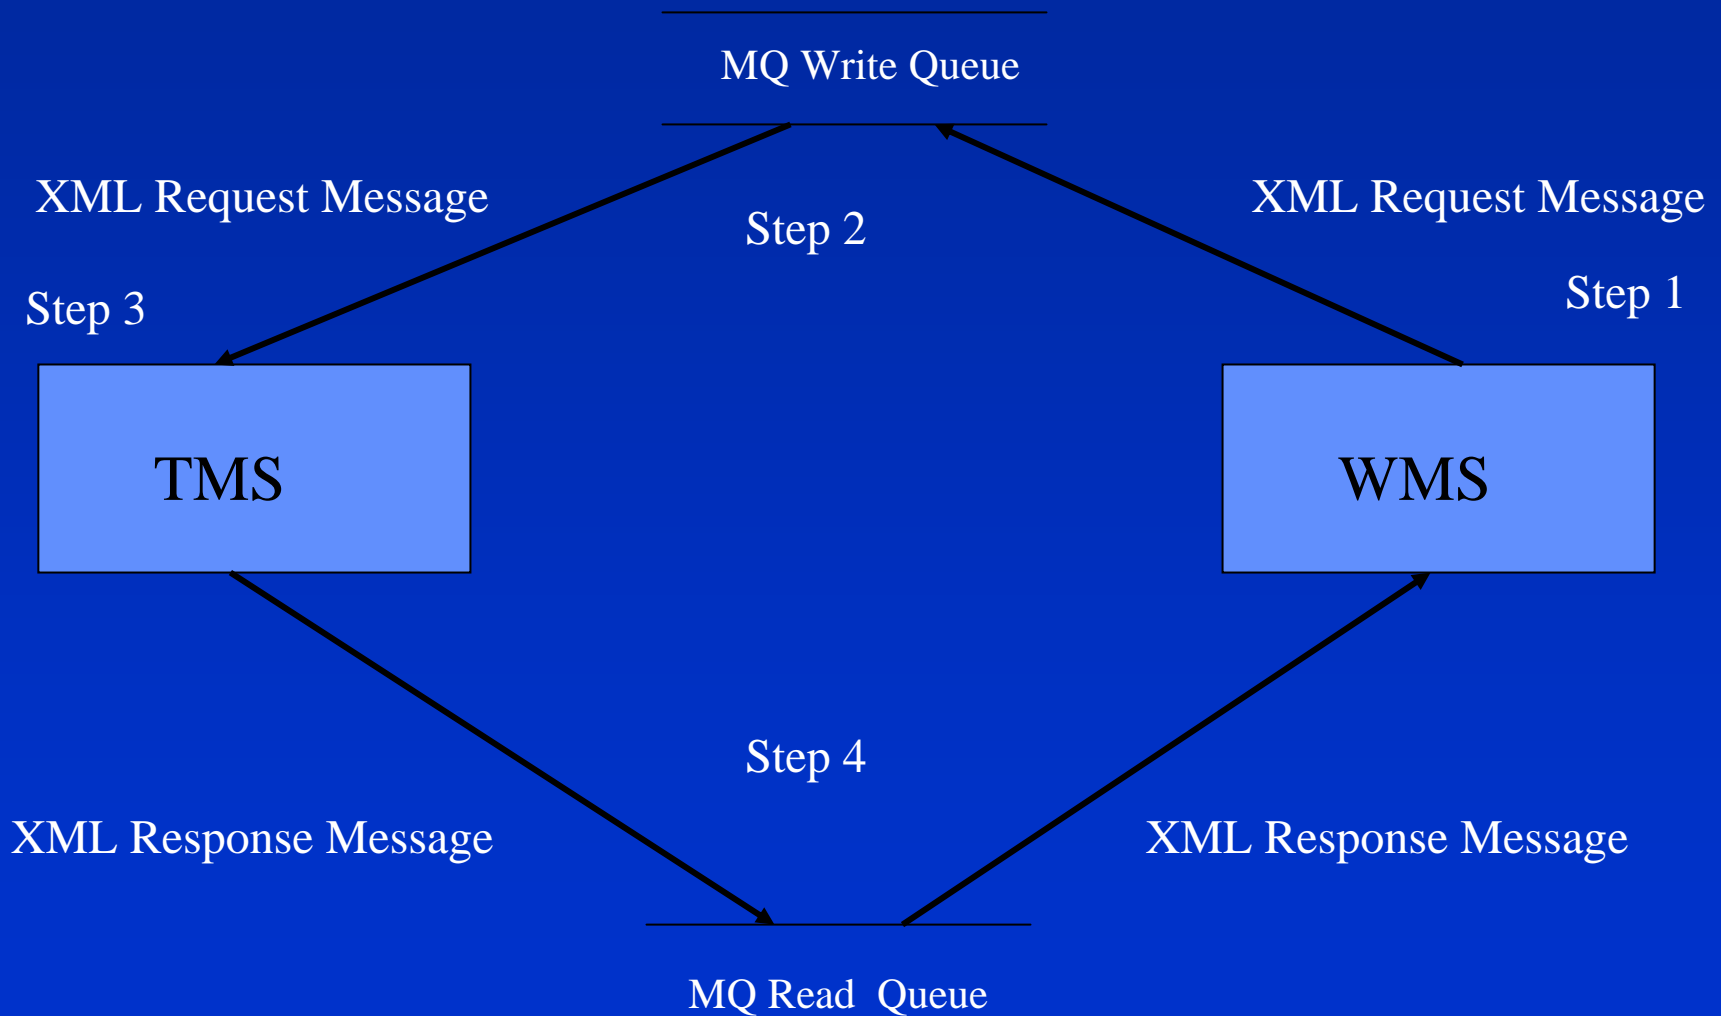 MQ Write Queue
XML Request Message
XML Request Message
Step 2
Step 1
Step 3
TMS
WMS
Step 4
XML Response Message
XML Response Message
MQ Read  Queue